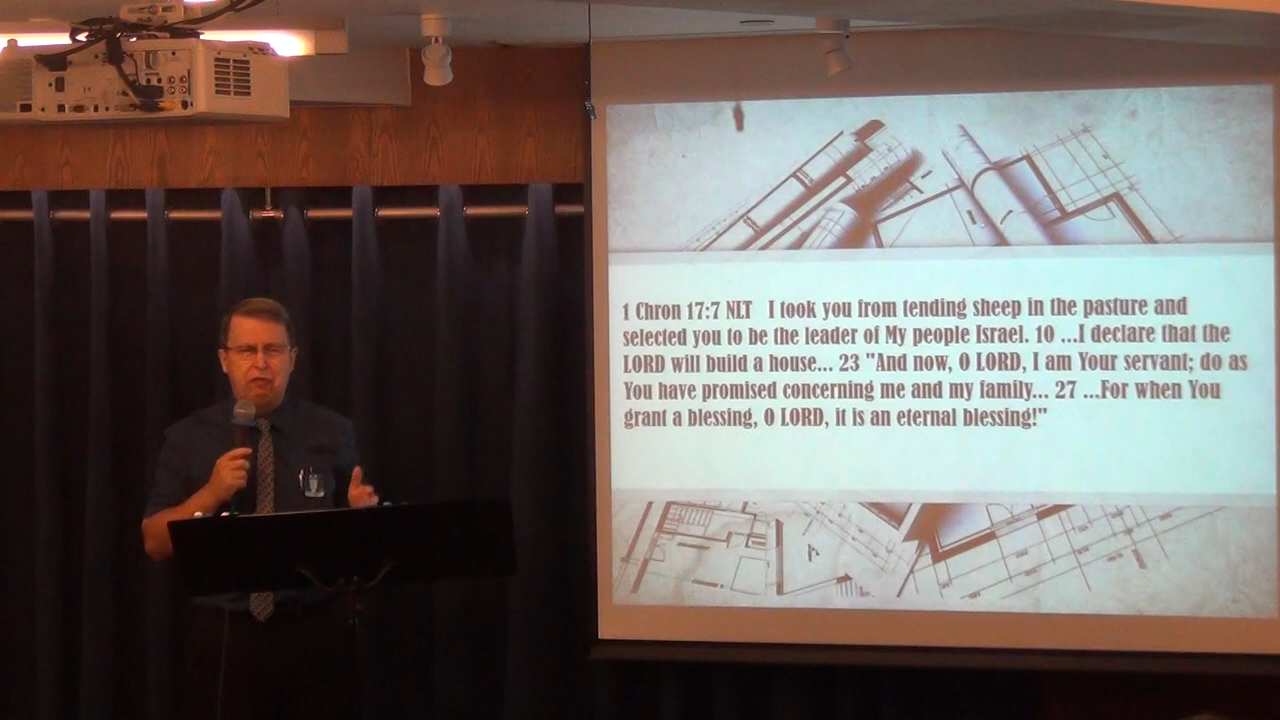 1 Chron 17:7 NLT I took you from tending sheep in the pasture and
selected you to be the leader of My people Israel. 10 ...I declare that the
LORD will build a house... 23 "And now, O LORD, I am Your servant; do as
You have promised concerning me and my family... 27 ...For when You
grant a blessing, O LORD, it is an eternal blessing!"